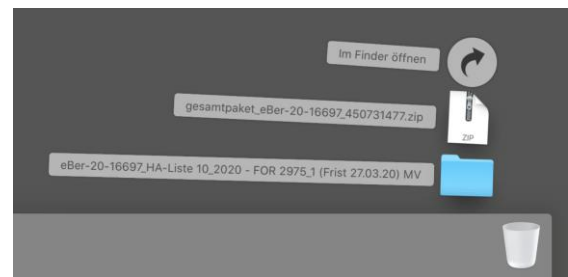 Im Finder öffnen
gesamtpaket_eBer-20-16697_450731477.zip
ZIP
eBer-20-16697_HA-Liste 10_2020 - FOR 2975_1 (Frist 27.03.20) MV